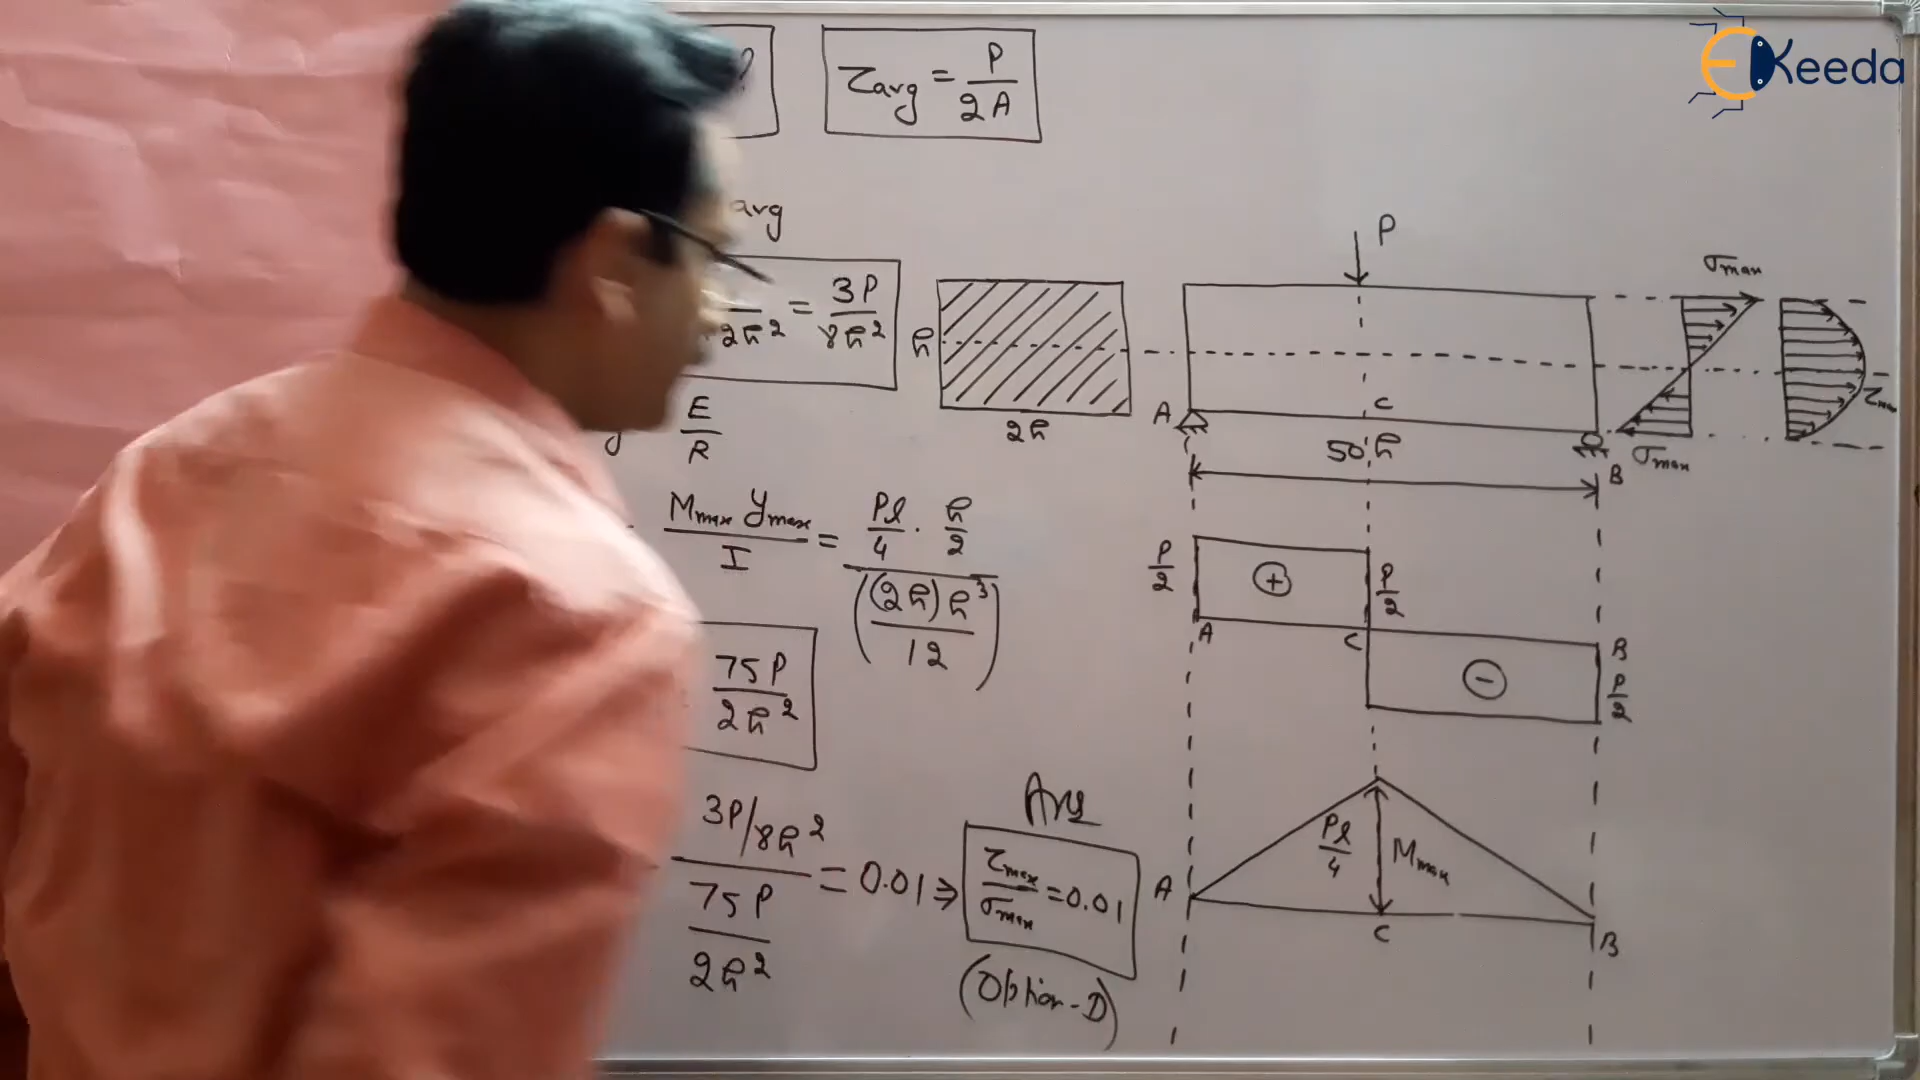 EKeeda
τavg = P/2A
avg
2h² = 3P/8h²
E/R
Mmax ymax/I = Pl/4 · h/2 / ((2h)h³/12)
75P/2h²
3P/8h² / 75P/2h² = 0.01 ⇒ τmax/σmax = 0.01
Ans
(Option-D)
h
2h
P
A
C
B
50h
σmax
σmax
τmax
P/2
+
P/2
A
C
B
-
P/2
Pl/4
Mmax
A
C
B